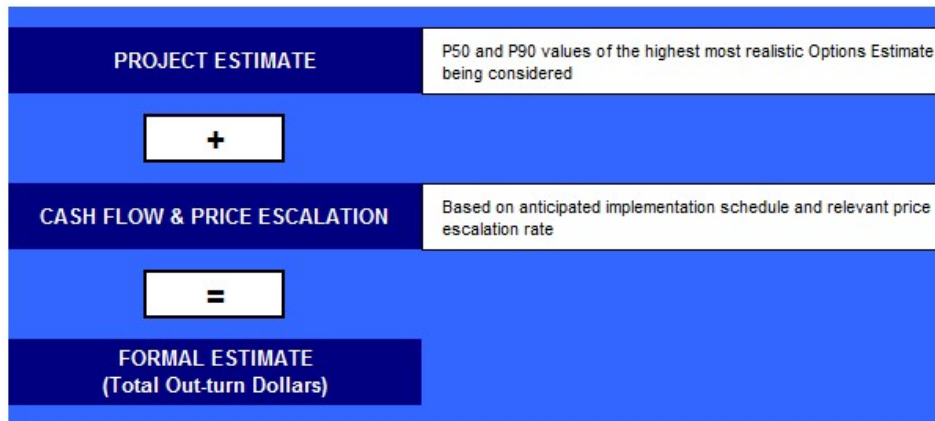 PROJECT ESTIMATE
P50 and P90 values of the highest most realistic Options Estimate
being considered
+
CASH FLOW & PRICE ESCALATION
Based on anticipated implementation schedule and relevant price
escalation rate
=
FORMAL ESTIMATE
(Total Out-turn Dollars)